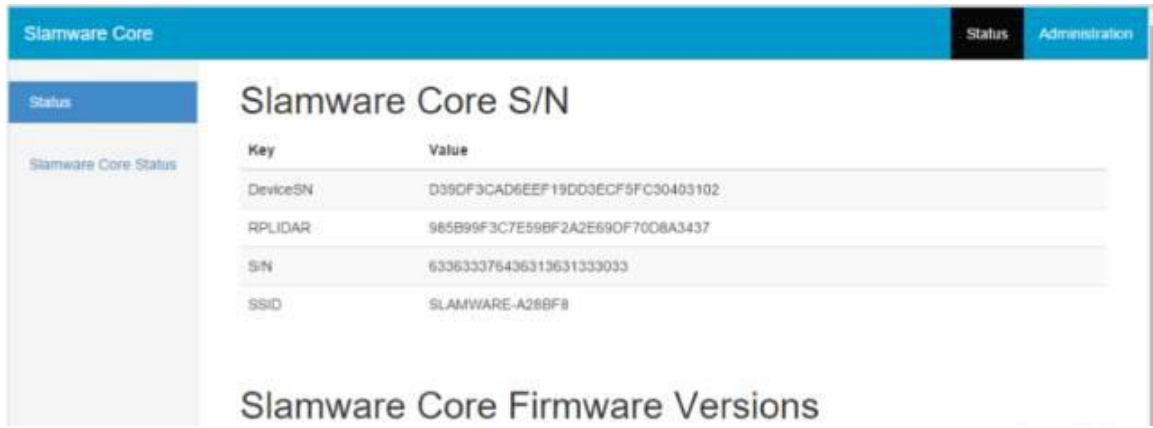 Slamware Core Status Administration
Status
Slamware Core Status
Slamware Core S/N
Key Value
DeviceSN D39DF3CAD6EEF19DD3ECF5FC30403102
RPLIDAR 985B99F3C7E59BF2A2E69DF70D8A3437
S/N 633633376436313631333033
SSID SLAMWARE-A28BF8
Slamware Core Firmware Versions